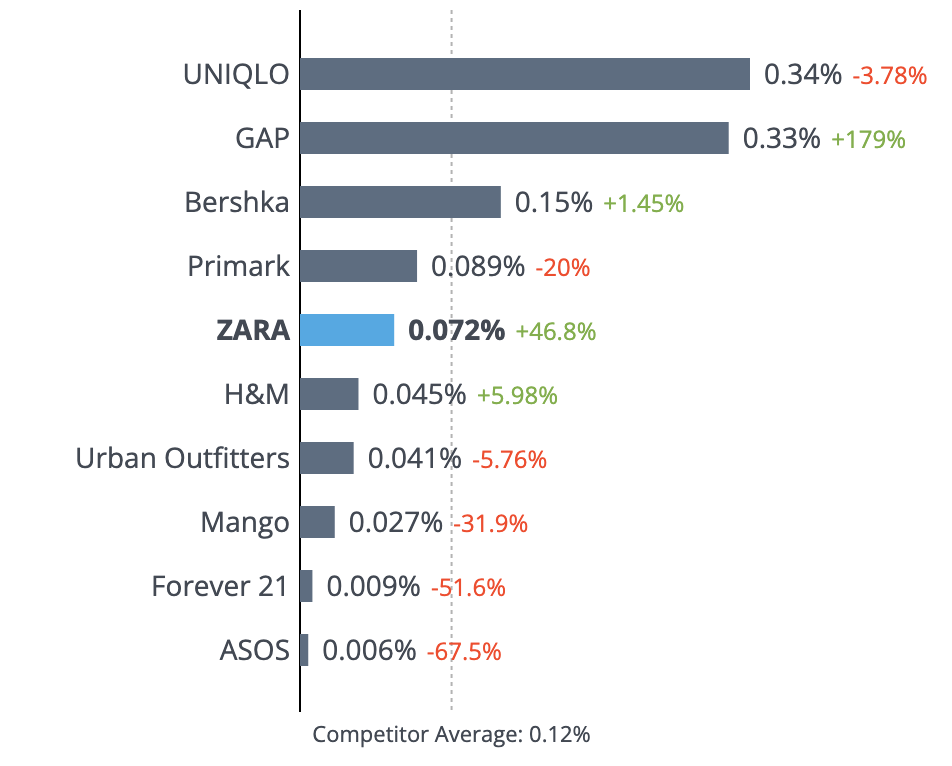 UNIQLO 0.34% -3.78%
GAP 0.33% +179%
Bershka 0.15% +1.45%
Primark 0.089% -20%
ZARA 0.072% +46.8%
H&M 0.045% +5.98%
Urban Outfitters 0.041% -5.76%
Mango 0.027% -31.9%
Forever 21 0.009% -51.6%
ASOS 0.006% -67.5%
Competitor Average: 0.12%